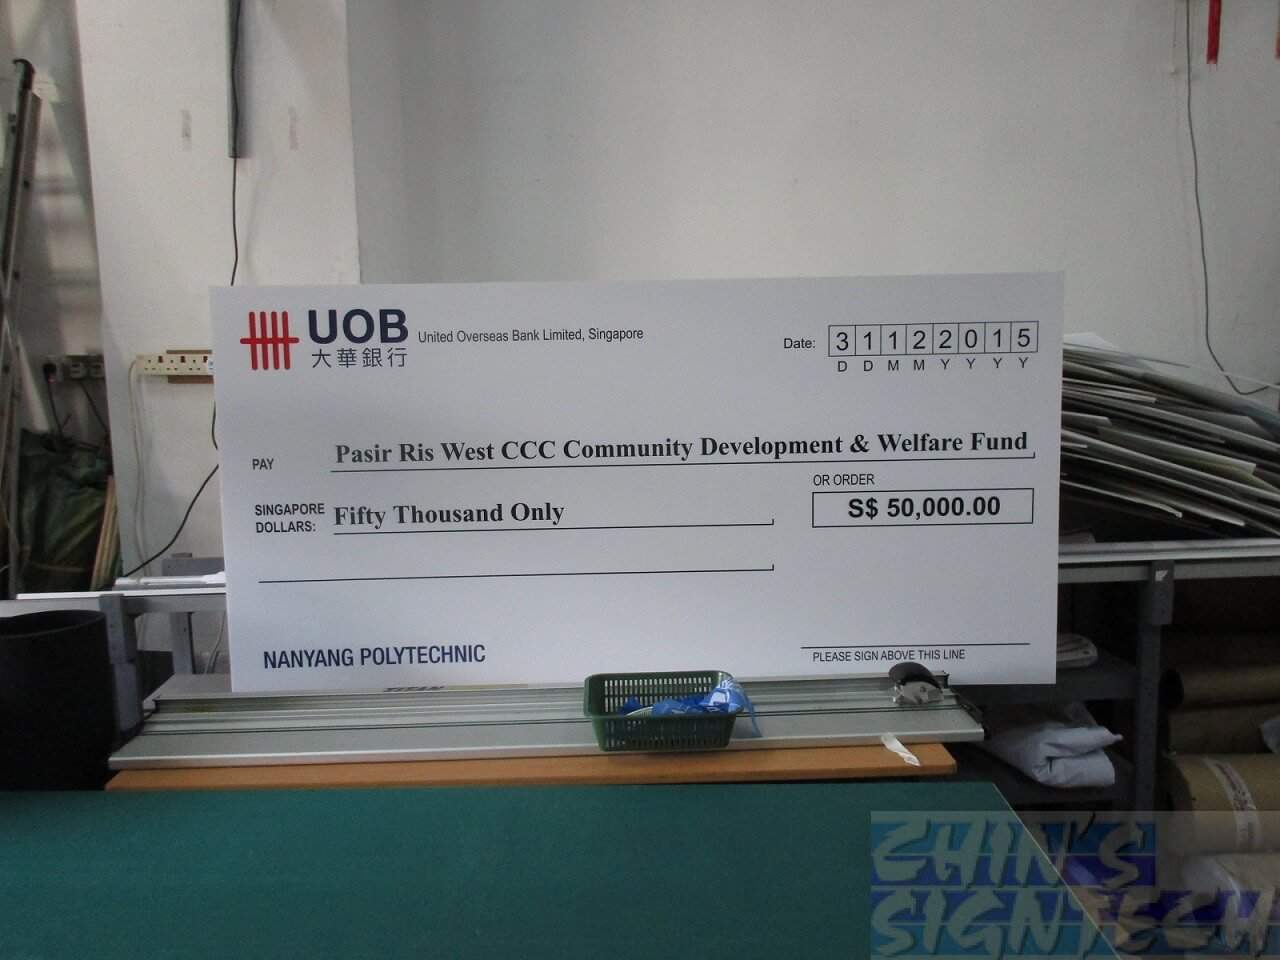 UOB
大華銀行
United Overseas Bank Limited, Singapore
Date: 31122015
D D M M Y Y Y Y
PAY Pasir Ris West CCC Community Development & Welfare Fund
OR ORDER
SINGAPORE DOLLARS: Fifty Thousand Only
S$ 50,000.00
NANYANG POLYTECHNIC
PLEASE SIGN ABOVE THIS LINE
TITAN
CHIN'S
SIGNTECH